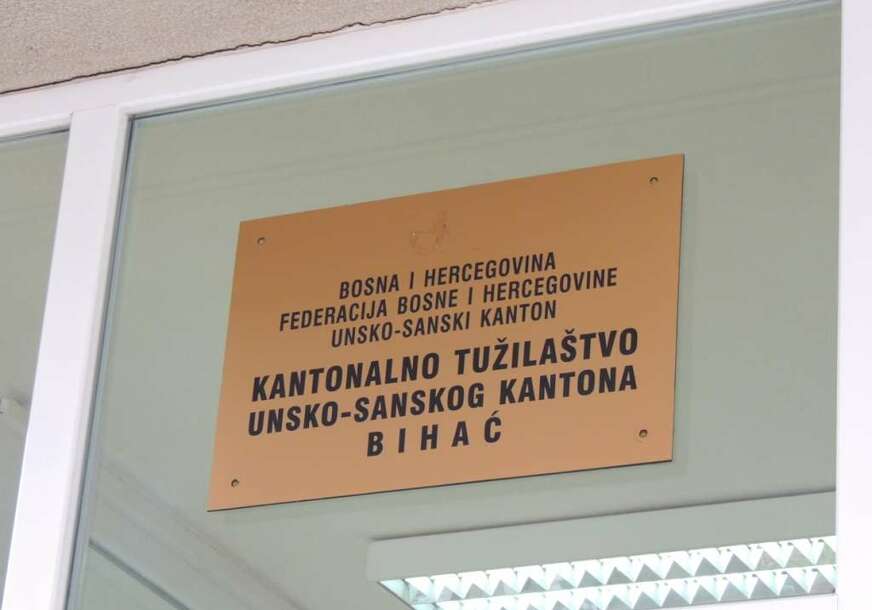 BOSNA I HERCEGOVINA
FEDERACIJA BOSNE I HERCEGOVINE
UNSKO-SANSKI KANTON
KANTONALNO TUŽILAŠTVO
UNSKO-SANSKOG KANTONA
BIHAĆ